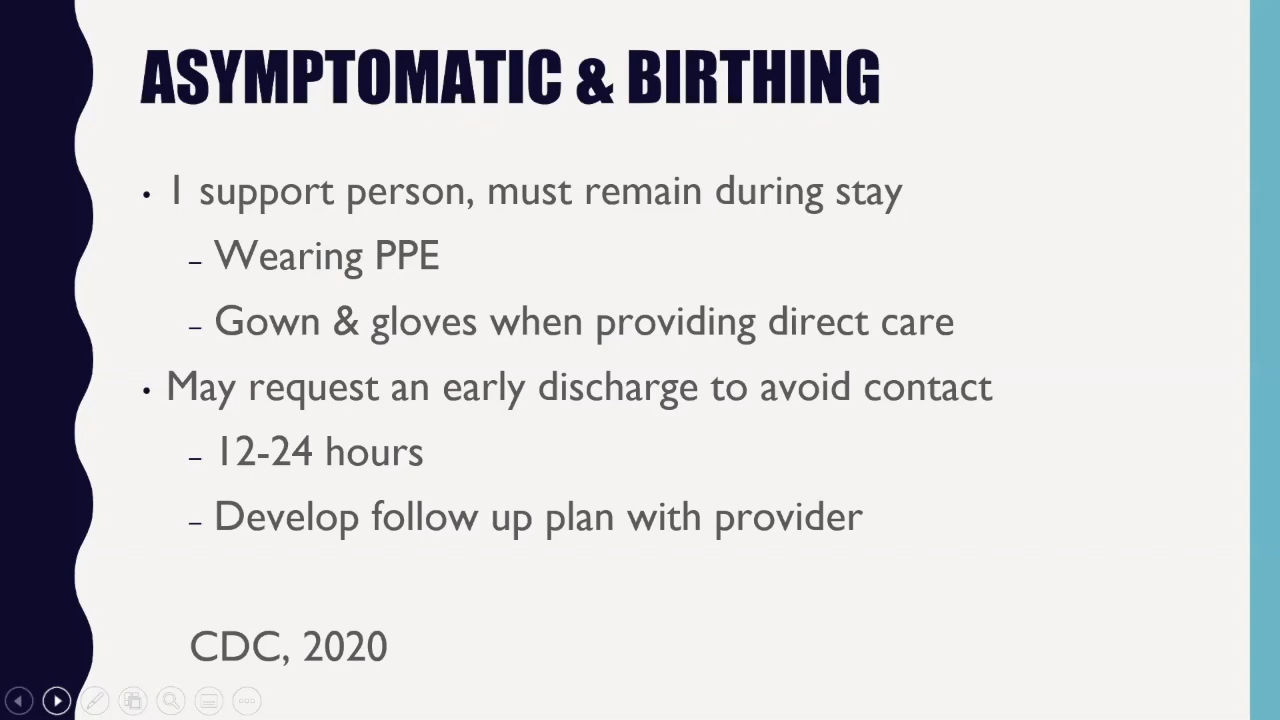 ASYMPTOMATIC & BIRTHING
• 1 support person, must remain during stay
– Wearing PPE
– Gown & gloves when providing direct care
• May request an early discharge to avoid contact
– 12-24 hours
– Develop follow up plan with provider
CDC, 2020